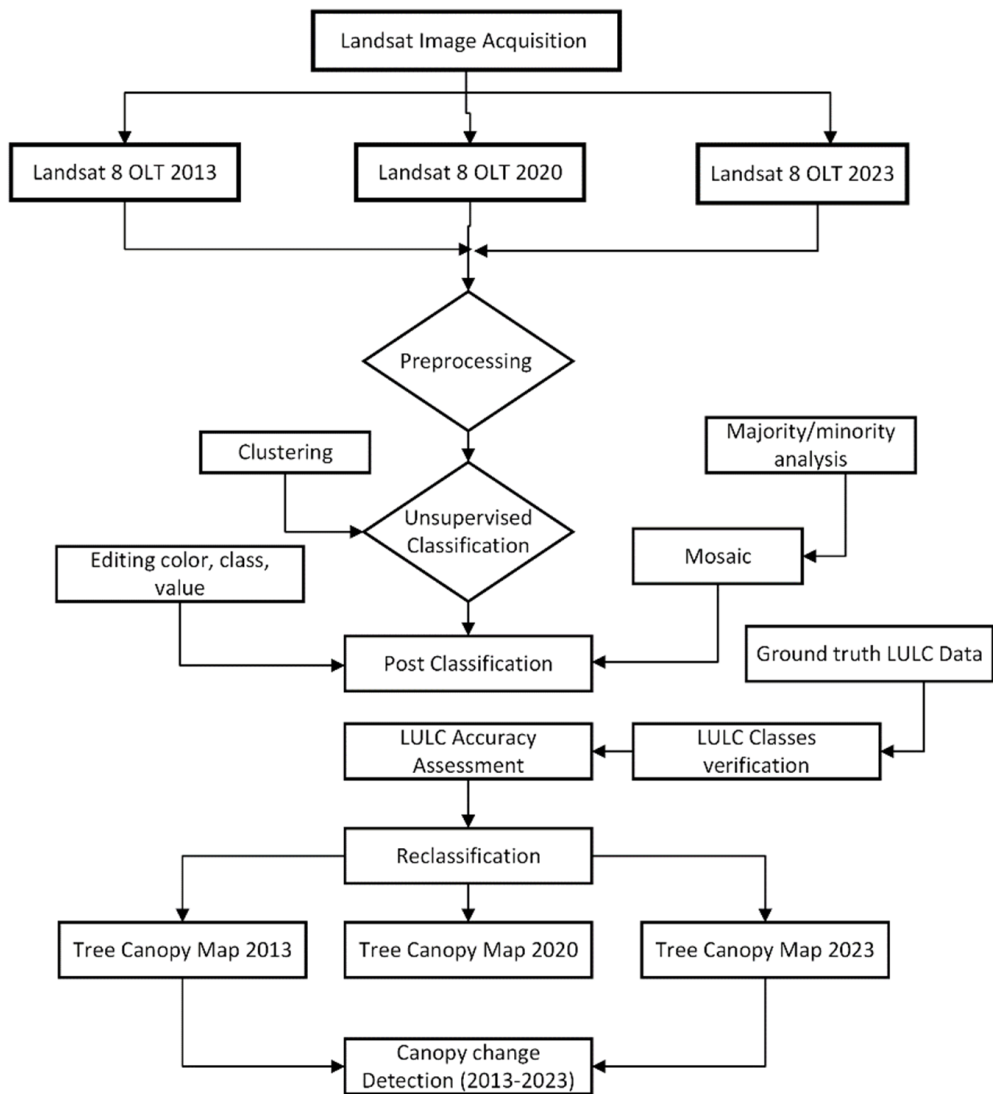 Landsat Image Acquisition
Landsat 8 OLT 2013
Landsat 8 OLT 2020
Landsat 8 OLT 2023
Preprocessing
Clustering
Majority/minority
analysis
Unsupervised
Classification
Editing color, class,
value
Mosaic
Post Classification
Ground truth LULC Data
LULC Accuracy
Assessment
LULC Classes
verification
Reclassification
Tree Canopy Map 2013
Tree Canopy Map 2020
Tree Canopy Map 2023
Canopy change
Detection (2013-2023)